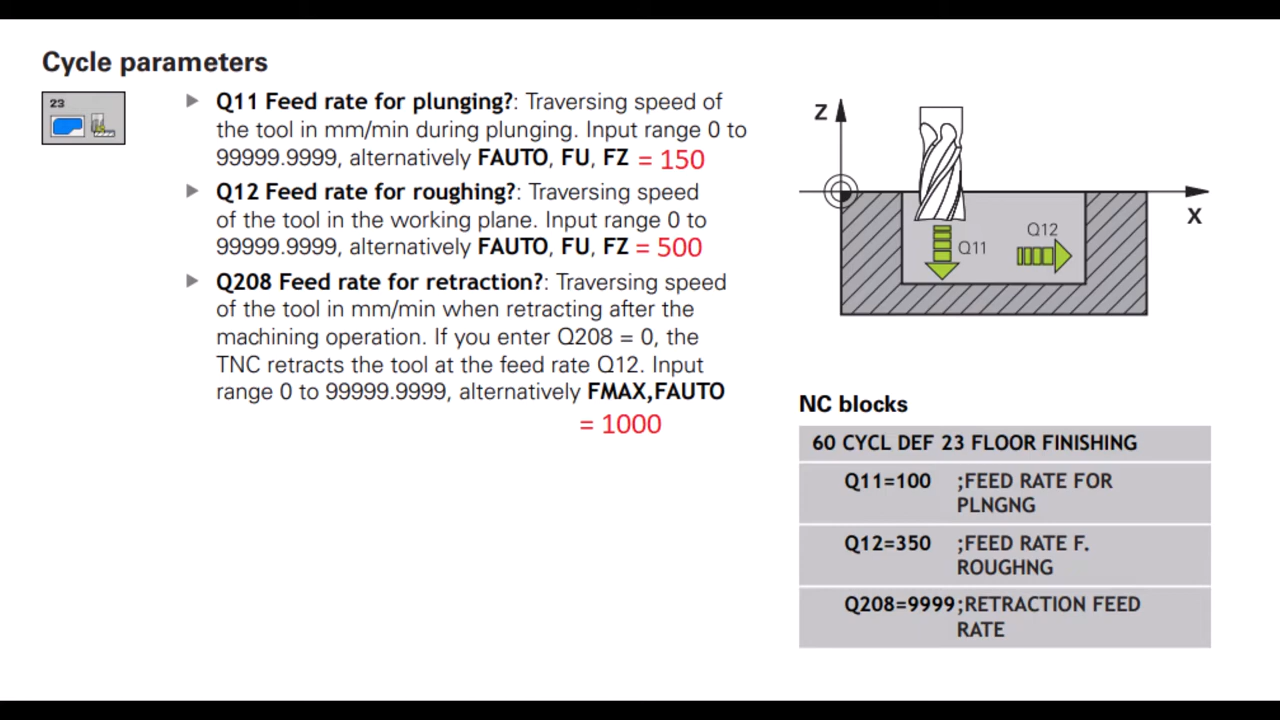 Cycle parameters
23
Q11 Feed rate for plunging?: Traversing speed of
the tool in mm/min during plunging. Input range 0 to
99999.9999, alternatively FAUTO, FU, FZ = 150
Q12 Feed rate for roughing?: Traversing speed
of the tool in the working plane. Input range 0 to
99999.9999, alternatively FAUTO, FU, FZ = 500
Q208 Feed rate for retraction?: Traversing speed
of the tool in mm/min when retracting after the
machining operation. If you enter Q208 = 0, the
TNC retracts the tool at the feed rate Q12. Input
range 0 to 99999.9999, alternatively FMAX,FAUTO
= 1000
Z
X
Q11
Q12
NC blocks
60 CYCL DEF 23 FLOOR FINISHING
Q11=100 ;FEED RATE FOR
PLNGNG
Q12=350 ;FEED RATE F.
ROUGHNG
Q208=9999;RETRACTION FEED
RATE